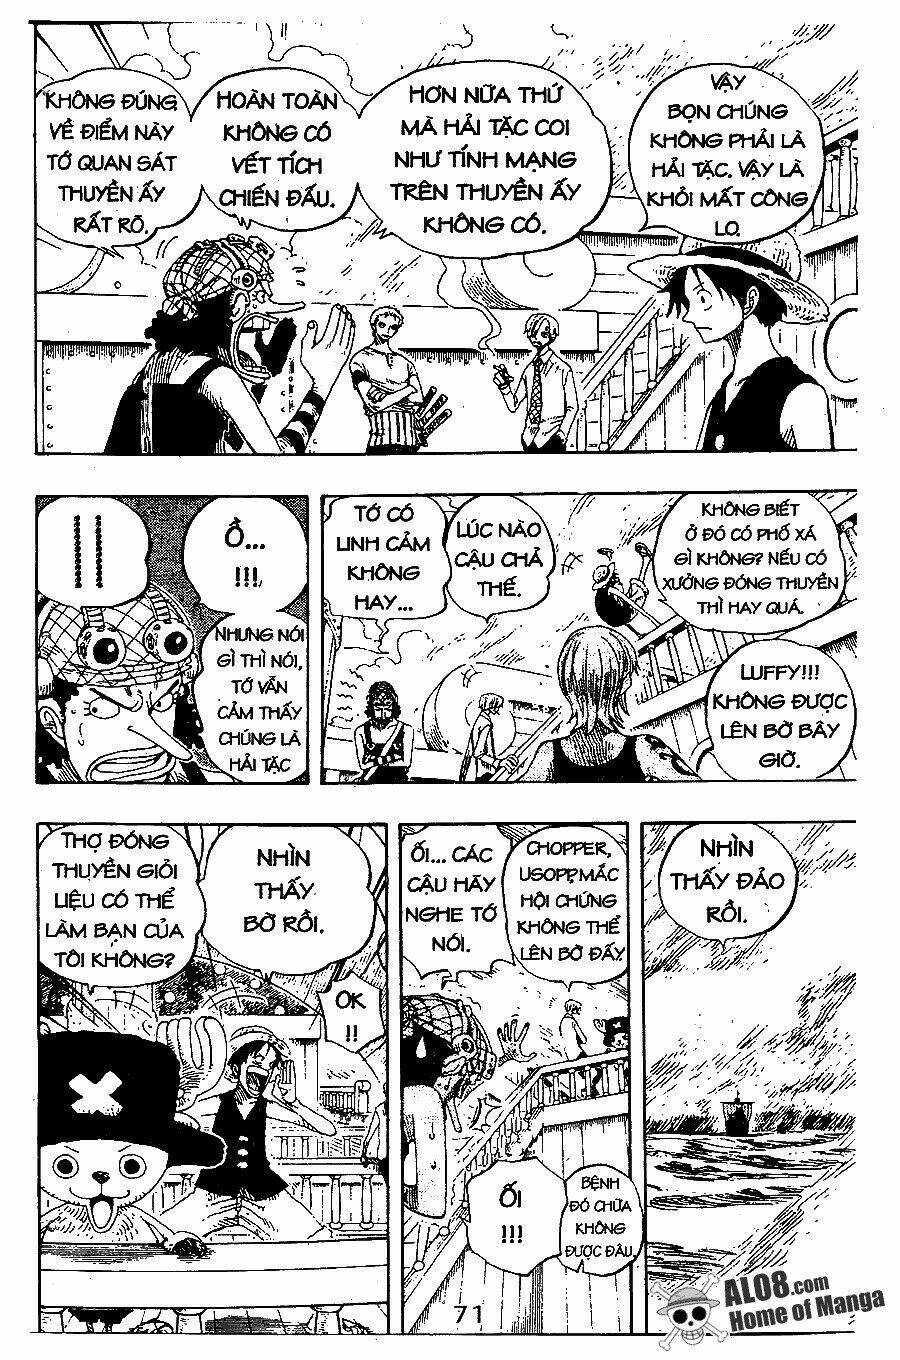 VẬY
BỌN CHÚNG
KHÔNG PHẢI LÀ
HẢI TẶC. VẬY LÀ
KHỎI MẤT CÔNG
LO.
HƠN NỮA THỨ
MÀ HẢI TẶC COI
NHƯ TÍNH MẠNG
TRÊN THUYỀN ẤY
KHÔNG CÓ.
HOÀN TOÀN
KHÔNG CÓ
VẾT TÍCH
CHIẾN ĐẤU.
KHÔNG ĐÚNG.
VỀ ĐIỂM NÀY
TỚ QUAN SÁT
THUYỀN ẤY
RẤT RÕ.
KHÔNG BIẾT
Ở ĐÓ CÓ PHỐ XÁ
GÌ KHÔNG? NẾU CÓ
XƯỞNG ĐÓNG THUYỀN
THÌ HAY QUÁ.
LUFFY!!!
KHÔNG ĐƯỢC
LÊN BỜ BÂY
GIỜ.
LÚC NÀO
CẬU CHẢ
THẾ.
TỚ CÓ
LINH CẢM
KHÔNG
HAY...
Ồ...
!!!
NHƯNG NÓI
GÌ THÌ NÓI,
TỚ VẪN
CẢM THẤY
CHÚNG LÀ
HẢI TẶC
!!
NHÌN
THẤY ĐẢO
RỒI.
CHOPPER,
USOPP.MẮC
HỘI CHỨNG
KHÔNG THỂ
LÊN BỜ ĐẤY
ỐI... CÁC
CẬU HÃY
NGHE TỚ
NÓI.
BỆNH
ĐÓ CHỮA
KHÔNG
ĐƯỢC ĐÂU.
ỐI
!!!
NHÌN
THẤY
BỜ RỒI.
THỢ ĐÓNG
THUYỀN GIỎI
LIỆU CÓ THỂ
LÀM BẠN CỦA
TÔI KHÔNG?
OK
!!
71
ALO8.com
Home of Manga